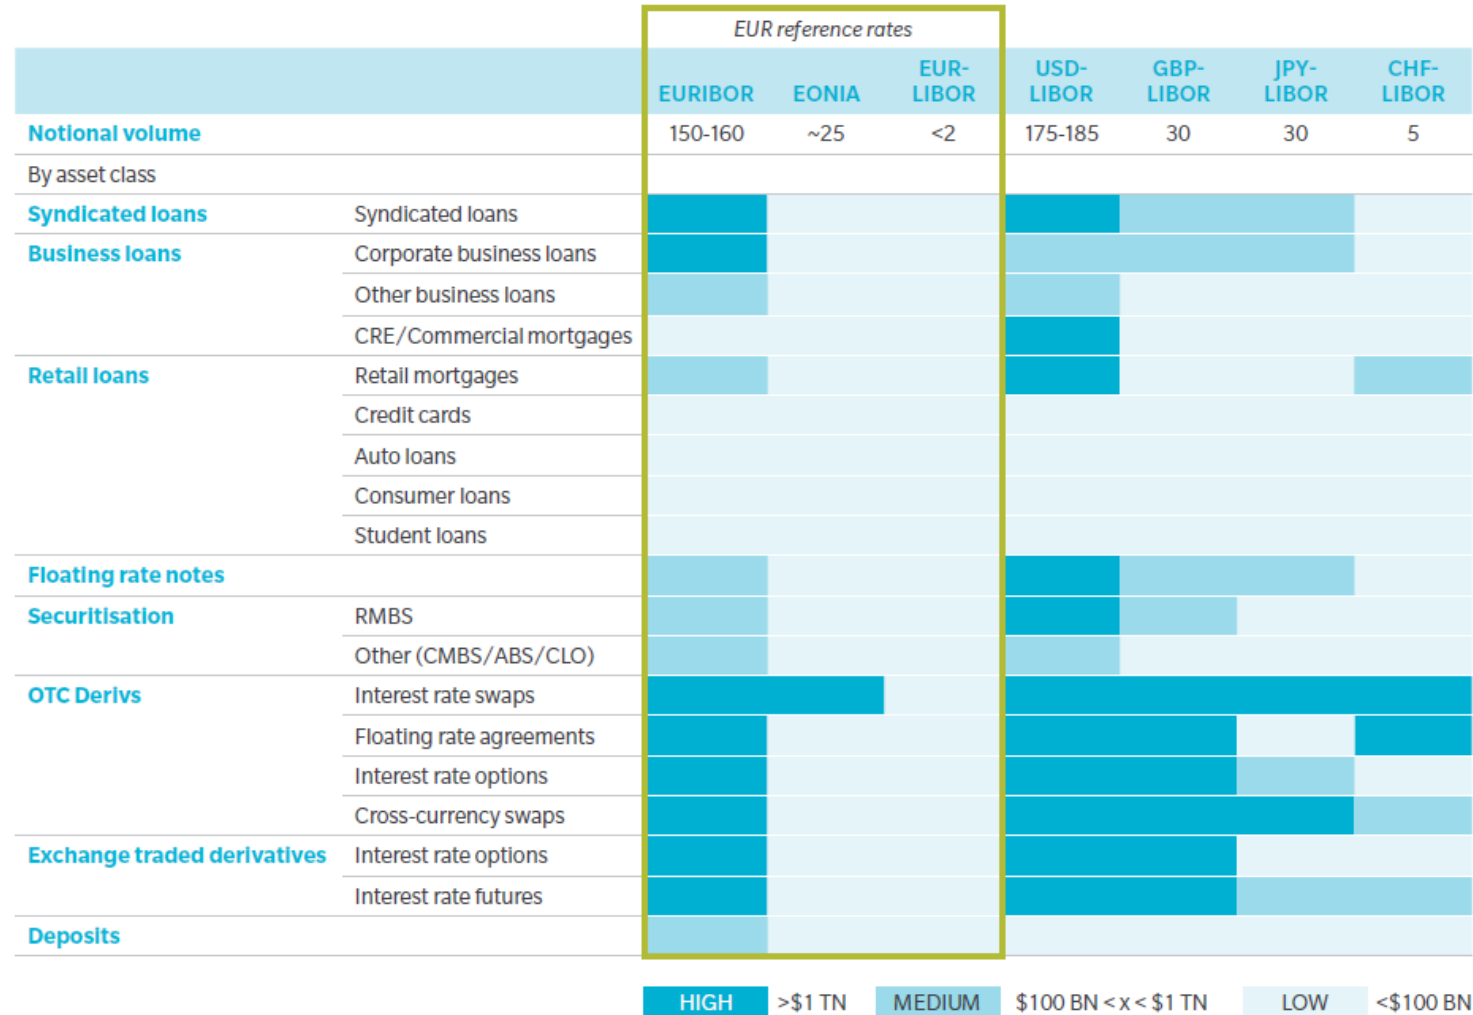 EUR reference rates
EURIBOR EONIA EUR-LIBOR USD-LIBOR GBP-LIBOR JPY-LIBOR CHF-LIBOR
Notional volume 150-160 ~25 <2 175-185 30 30 5
By asset class
Syndicated loans Syndicated loans
Business loans Corporate business loans
Other business loans
CRE/Commercial mortgages
Retail loans Retail mortgages
Credit cards
Auto loans
Consumer loans
Student loans
Floating rate notes
Securitisation RMBS
Other (CMBS/ABS/CLO)
OTC Derivs Interest rate swaps
Floating rate agreements
Interest rate options
Cross-currency swaps
Exchange traded derivatives Interest rate options
Interest rate futures
Deposits
HIGH >$1 TN MEDIUM $100 BN < x < $1 TN LOW <$100 BN